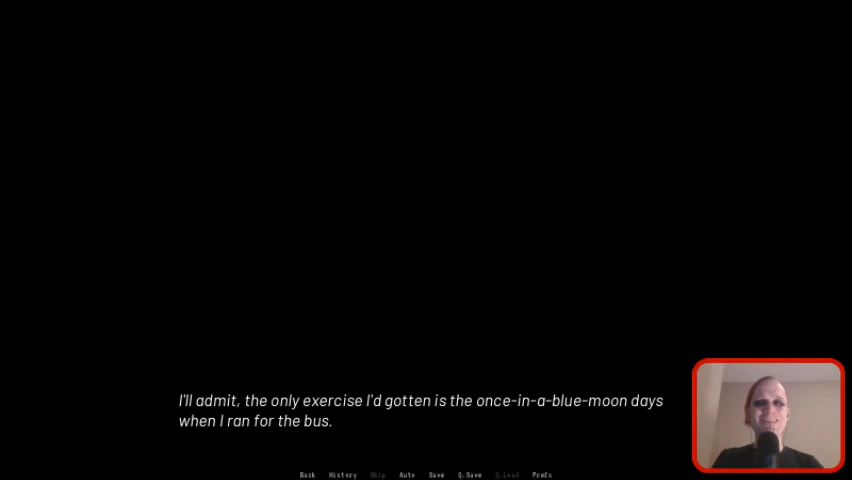 I'll admit, the only exercise I'd gotten is the once-in-a-blue-moon days
when I ran for the bus.
Back History Skip Auto Save Q.Save Q.Load Prefs